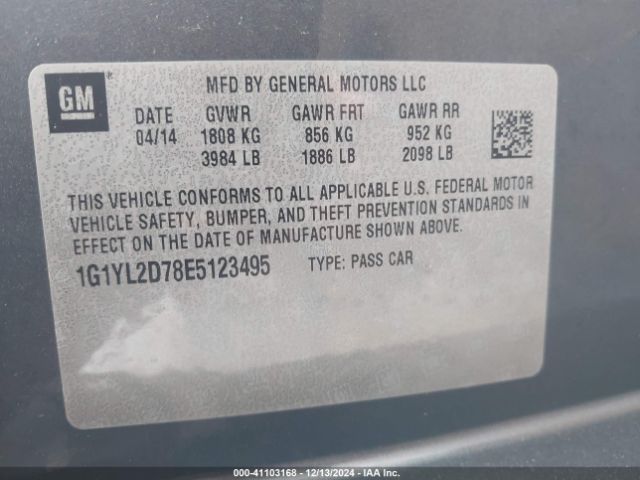 GM
MFD BY GENERAL MOTORS LLC
DATE GVWR GAWR FRT GAWR RR
04/14 1808 KG 856 KG 952 KG
3984 LB 1886 LB 2098 LB
THIS VEHICLE CONFORMS TO ALL APPLICABLE U.S. FEDERAL MOTOR
VEHICLE SAFETY, BUMPER, AND THEFT PREVENTION STANDARDS IN
EFFECT ON THE DATE OF MANUFACTURE SHOWN ABOVE.
1G1YL2D78E5123495 TYPE: PASS CAR
000-41103168 - 12/13/2024 - IAA Inc.